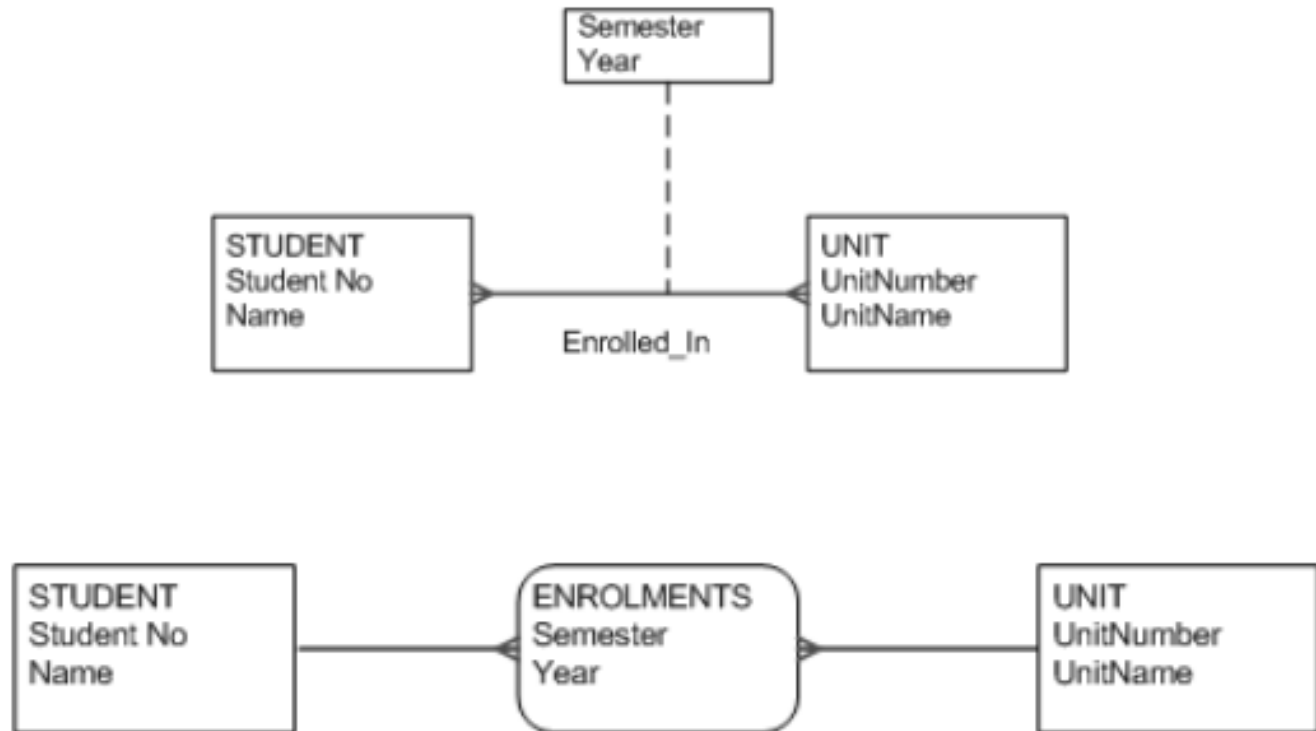 Semester
Year
STUDENT
Student No
Name
Enrolled_In
UNIT
UnitNumber
UnitName
STUDENT
Student No
Name
ENROLMENTS
Semester
Year
UNIT
UnitNumber
UnitName